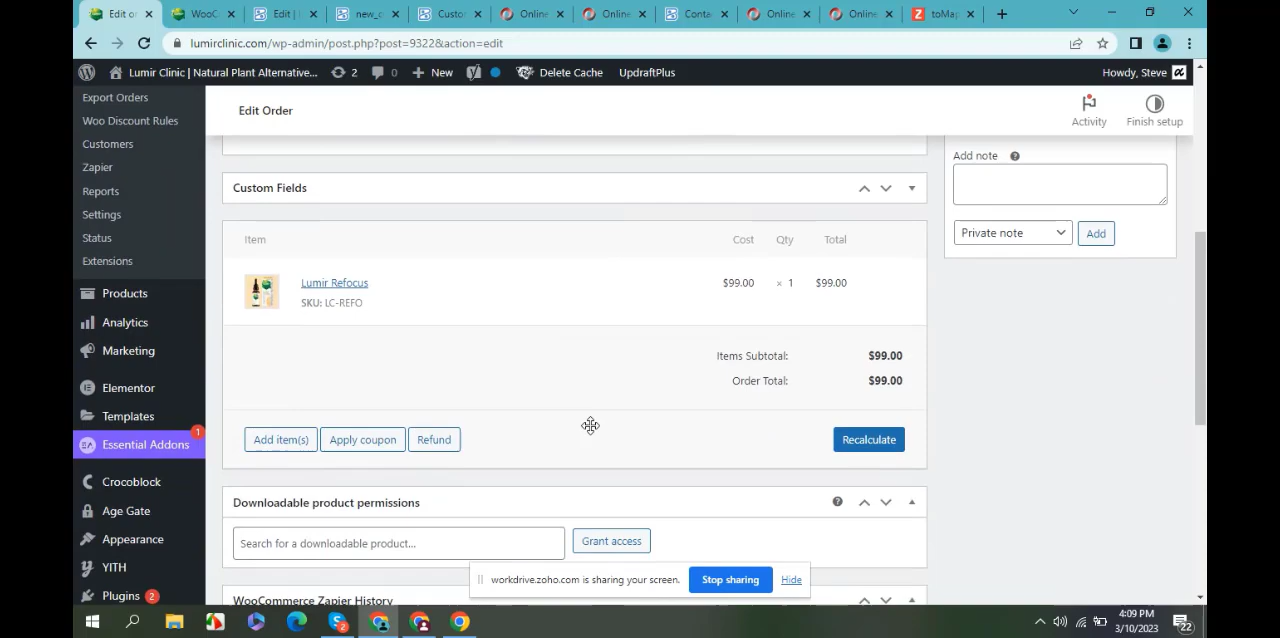 Edit or
WooC
Edit |
new_c
Custo
Online
Online
Conta
Online
Online
toMap
lumirclinic.com/wp-admin/post.php?post=9322&action=edit
Lumir Clinic | Natural Plant Alternative...
2
0
New
Delete Cache
UpdraftPlus
Howdy, Steve
Export Orders
Woo Discount Rules
Customers
Zapier
Reports
Settings
Status
Extensions
Products
Analytics
Marketing
Elementor
Templates
Essential Addons 1
Crocoblock
Age Gate
Appearance
YITH
Plugins 2
Edit Order
Activity
Finish setup
Custom Fields
Item Cost Qty Total
Lumir Refocus $99.00 × 1 $99.00
SKU: LC-REFO
Items Subtotal: $99.00
Order Total: $99.00
Add item(s) Apply coupon Refund Recalculate
Downloadable product permissions
Search for a downloadable product...
Grant access
WooCommerce Zapier History
Add note
Private note
Add
workdrive.zoho.com is sharing your screen. Stop sharing Hide
4:09 PM
3/10/2023
22